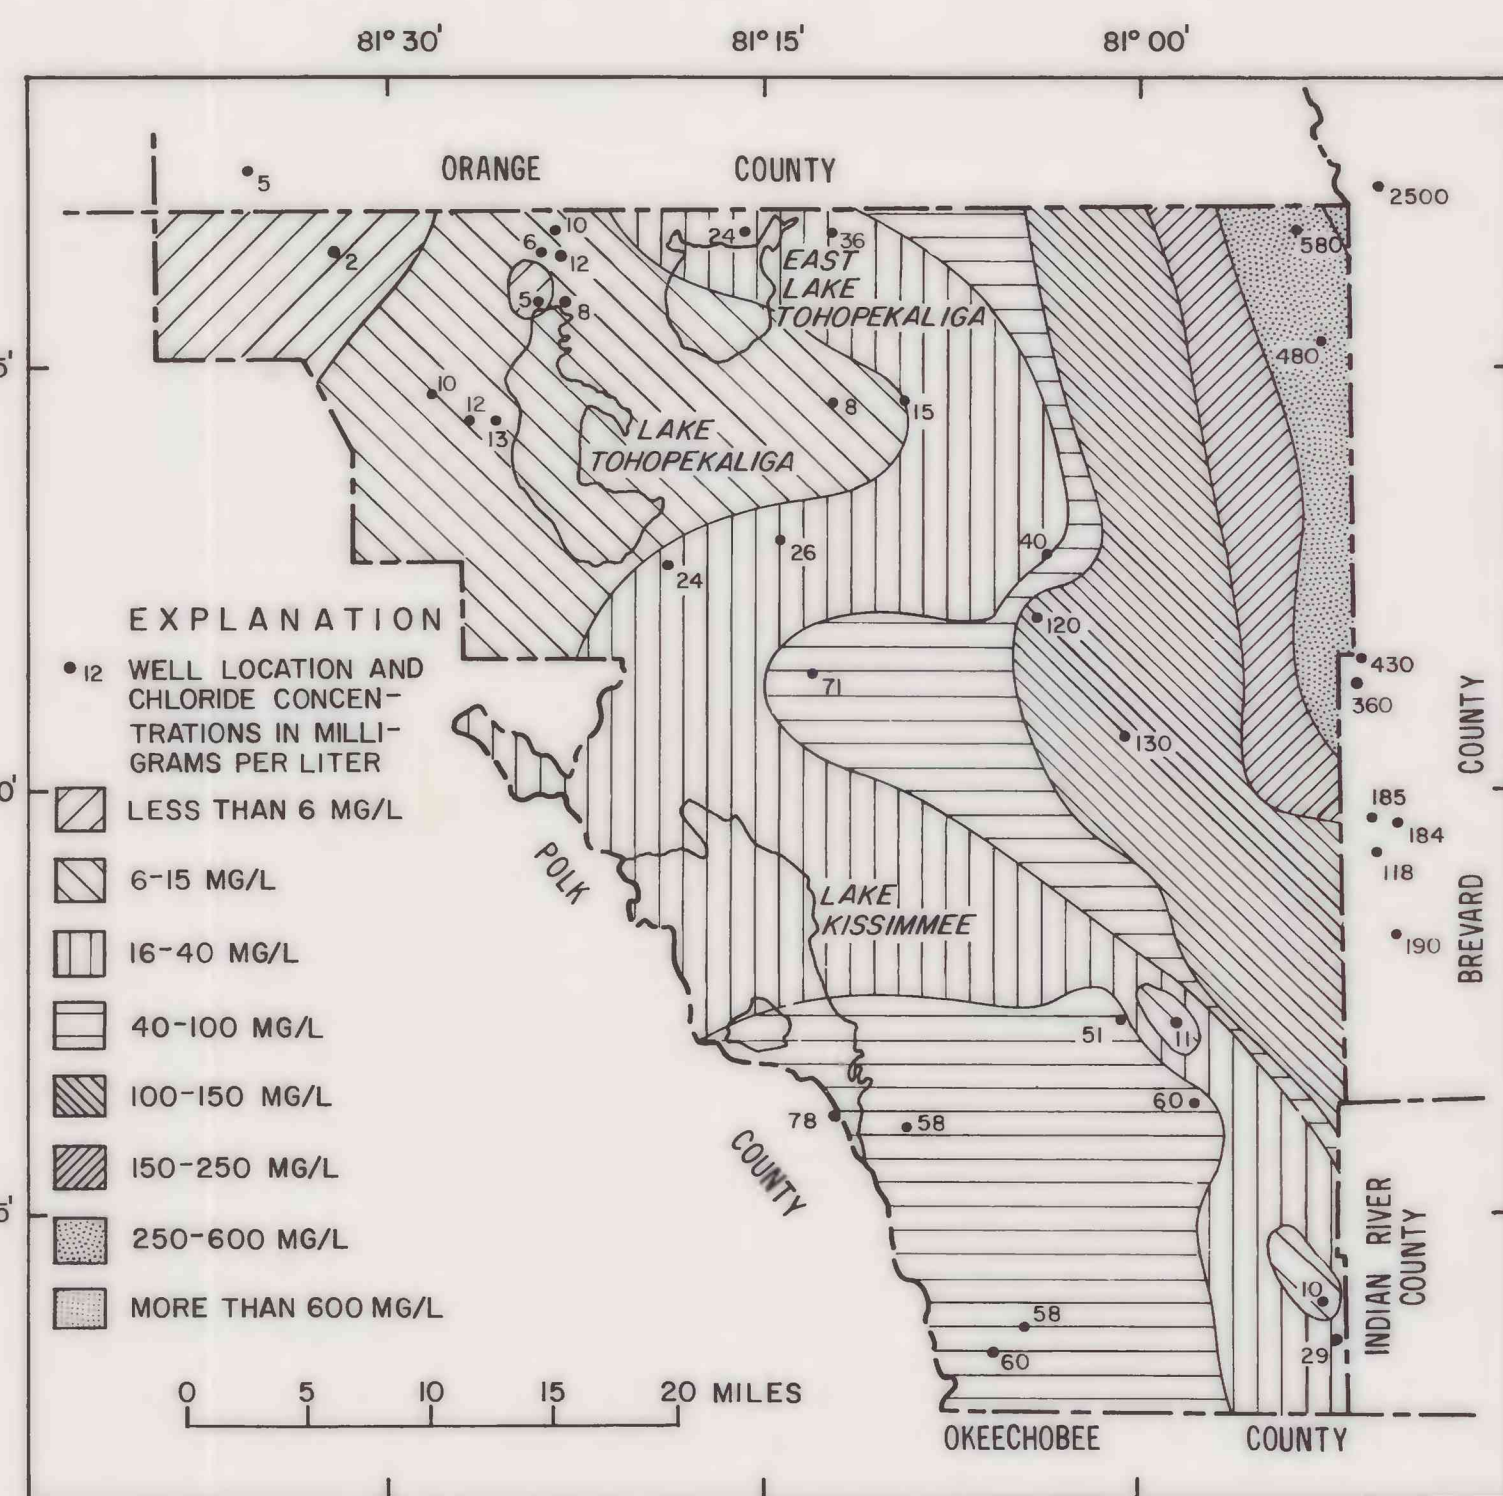 81° 30'
81° 15'
81° 00'
ORANGE COUNTY
5
2500
10
24
36
580
6
12
2
EAST
LAKE
TOHOPEKALIGA
5
8
480
10
12
13
8
15
LAKE
TOHOPEKALIGA
26
40
24
EXPLANATION
120
12 WELL LOCATION AND
CHLORIDE CONCEN-
TRATIONS IN MILLI-
GRAMS PER LITER
430
360
71
130
LESS THAN 6 MG/L
6-15 MG/L
16-40 MG/L
40-100 MG/L
100-150 MG/L
150-250 MG/L
250-600 MG/L
MORE THAN 600 MG/L
185
184
118
190
POLK
COUNTY
LAKE
KISSIMMEE
BREVARD COUNTY
51
11
60
78
58
INDIAN RIVER
COUNTY
10
58
60
29
0 5 10 15 20 MILES
OKEECHOBEE COUNTY
5'
0'
5'